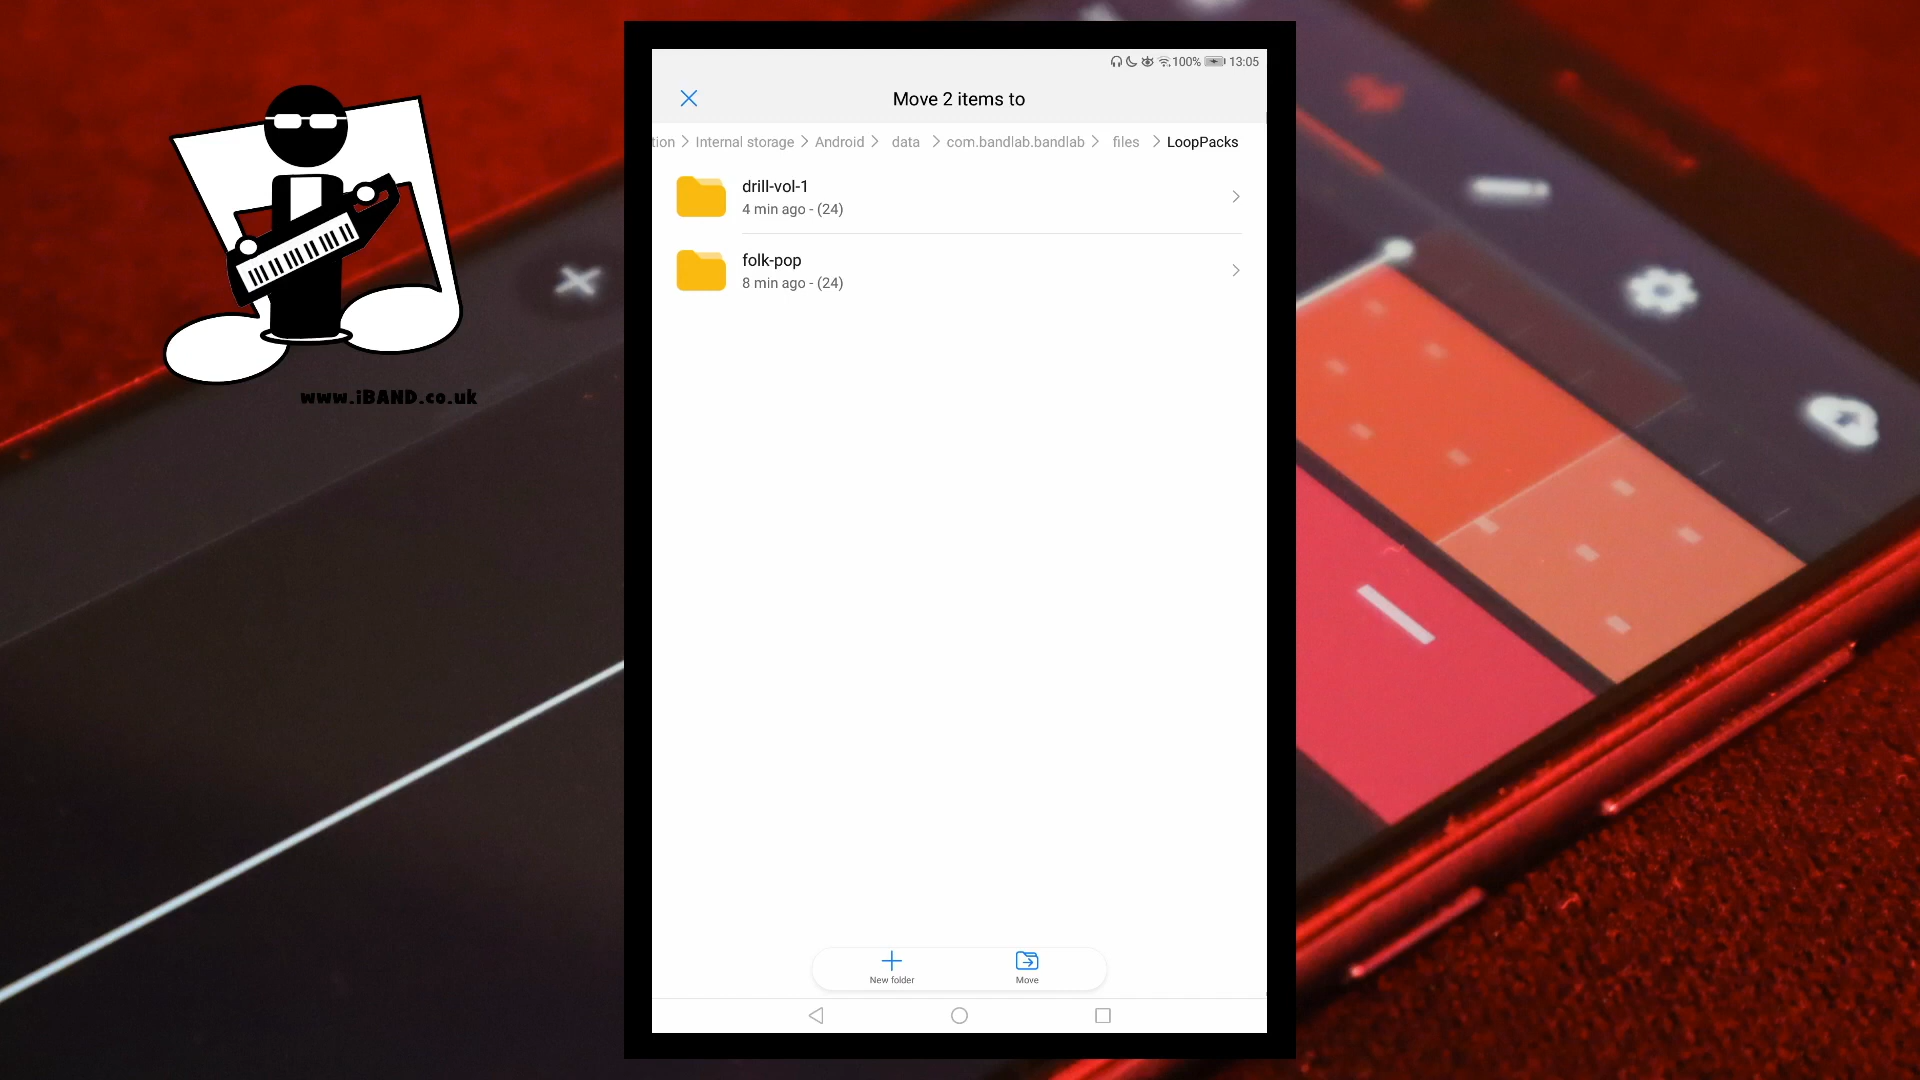 100% 13:05
Move 2 items to
tion > Internal storage > Android > data > com.bandlab.bandlab > files > LoopPacks
drill-vol-1
4 min ago - (24)
folk-pop
8 min ago - (24)
www.iBAND.co.uk
New folder
Move